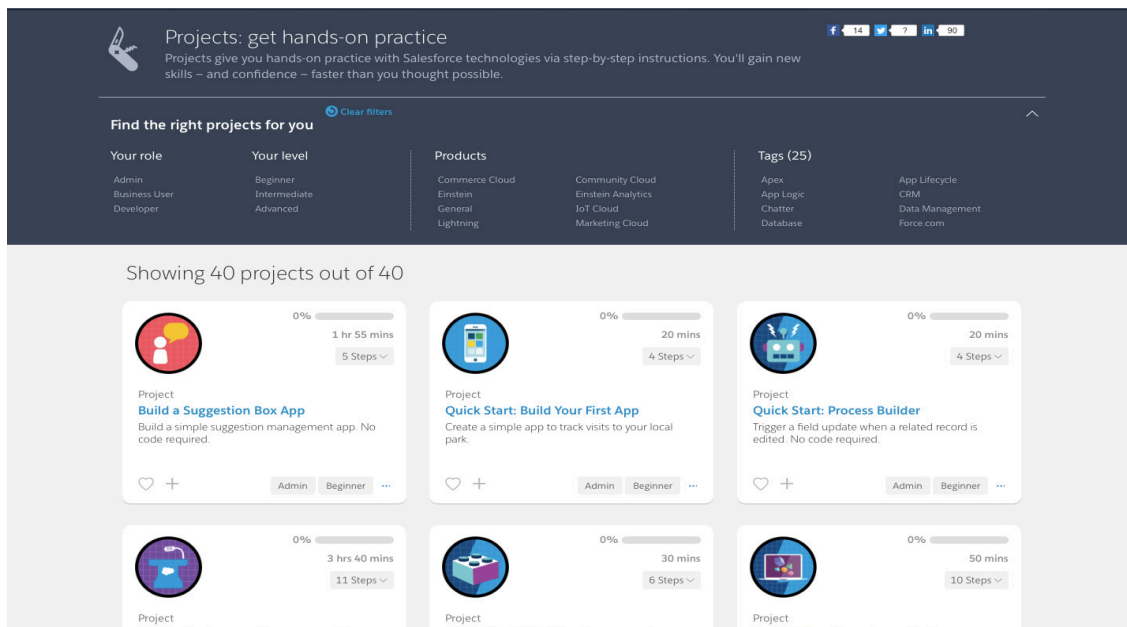 Projects: get hands-on practice
Projects give you hands-on practice with Salesforce technologies via step-by-step instructions. You'll gain new
skills – and confidence – faster than you thought possible.
f 14 ? in 90
Clear filters
Find the right projects for you
Your role
Admin
Business User
Developer
Your level
Beginner
Intermediate
Advanced
Products
Commerce Cloud
Einstein
General
Lightning
Community Cloud
Einstein Analytics
IoT Cloud
Marketing Cloud
Tags (25)
Apex
App Logic
Chatter
Database
App Lifecycle
CRM
Data Management
Force.com
Showing 40 projects out of 40
0%
1 hr 55 mins
5 Steps
Project
Build a Suggestion Box App
Build a simple suggestion management app. No
code required.
Admin Beginner ...
0%
20 mins
4 Steps
Project
Quick Start: Build Your First App
Create a simple app to track visits to your local
park.
Admin Beginner ...
0%
20 mins
4 Steps
Project
Quick Start: Process Builder
Trigger a field update when a related record is
edited. No code required.
Admin Beginner ...
0%
3 hrs 40 mins
11 Steps
Project
0%
30 mins
6 Steps
Project
0%
50 mins
10 Steps
Project